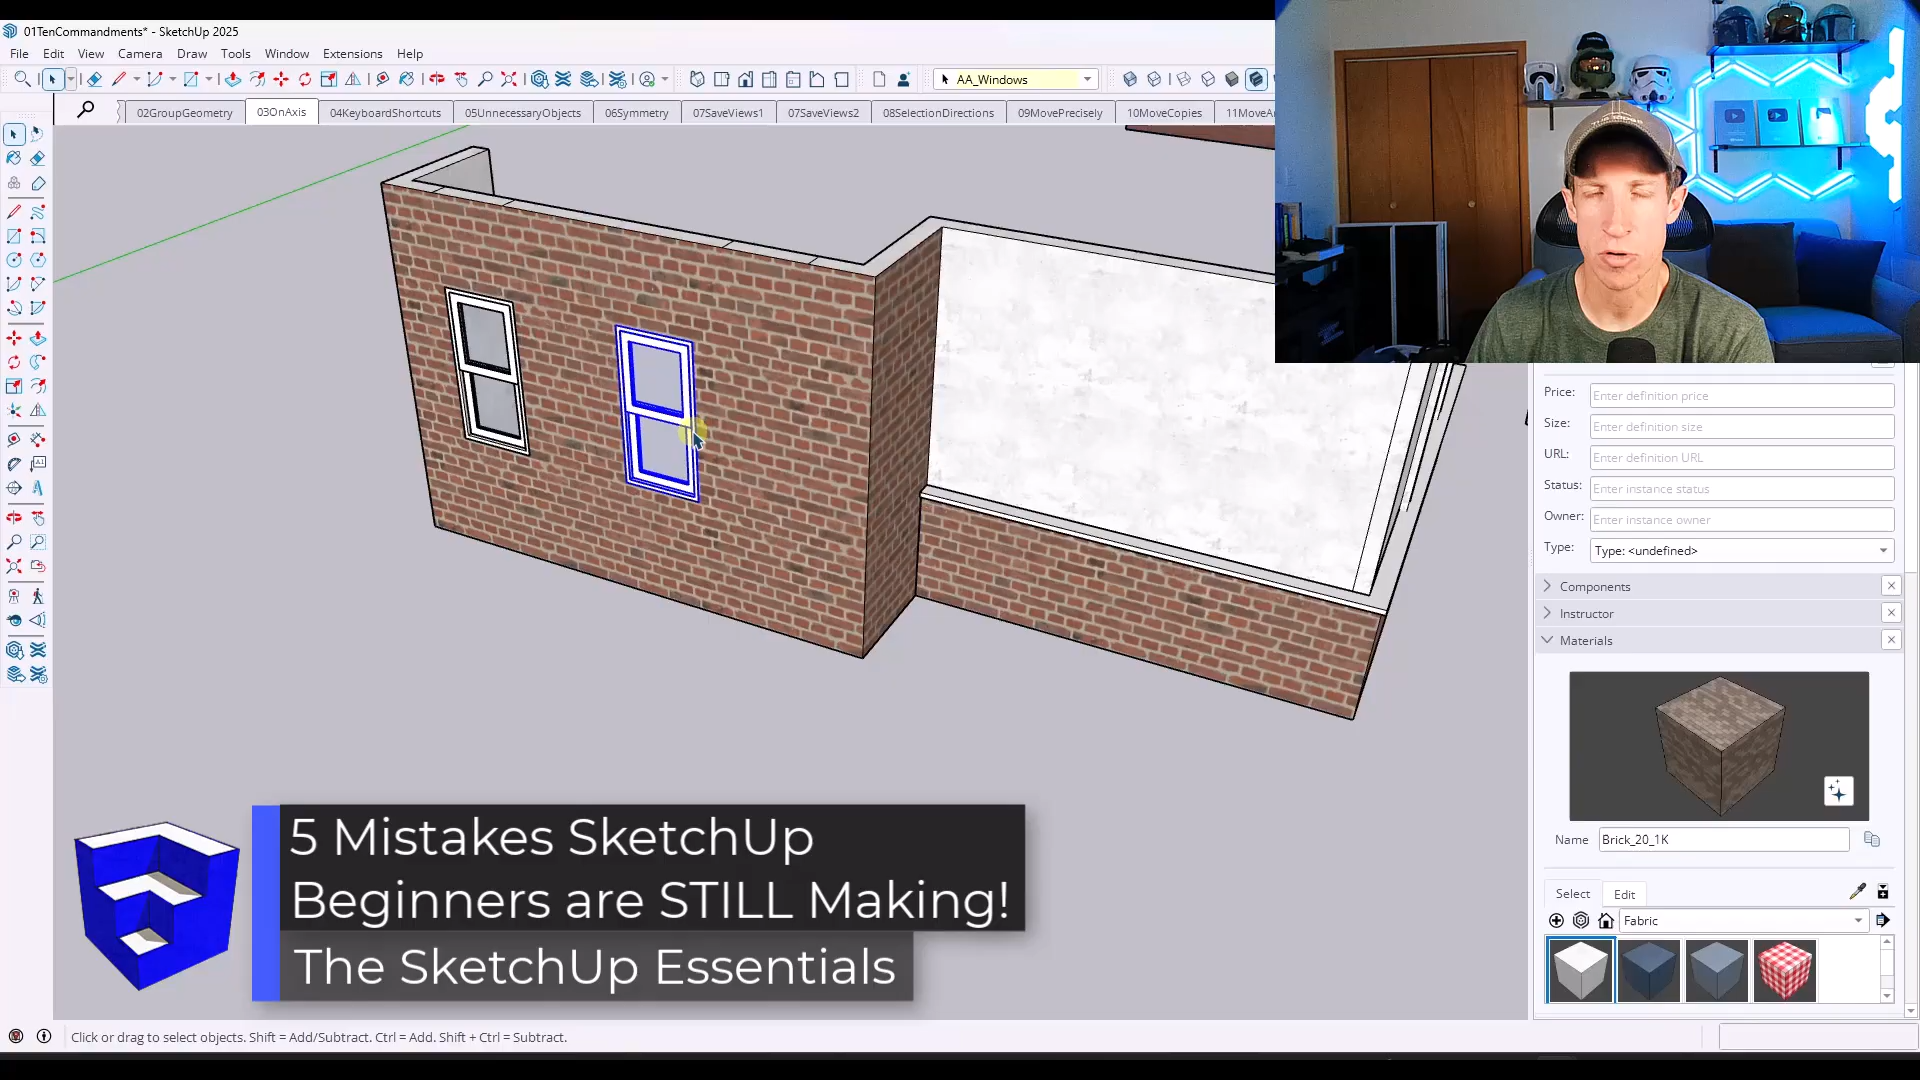 01TenCommandments* - SketchUp 2025
File Edit View Camera Draw Tools Window Extensions Help
AA_Windows
02GroupGeometry 03OnAxis 04KeyboardShortcuts 05UnnecessaryObjects 06Symmetry 07SaveViews1 07SaveViews2 08SelectionDirections 09MovePrecisely 10MoveCopies
Price: Enter definition price
Size: Enter definition size
URL: Enter definition URL
Status: Enter instance status
Owner: Enter instance owner
Type: Type: <undefined>
Components
Instructor
Materials
Name Brick_20_1K
Select Edit
Fabric
5 Mistakes SketchUp
Beginners are STILL Making!
The SketchUp Essentials
Click or drag to select objects. Shift = Add/Subtract. Ctrl = Add. Shift + Ctrl = Subtract.